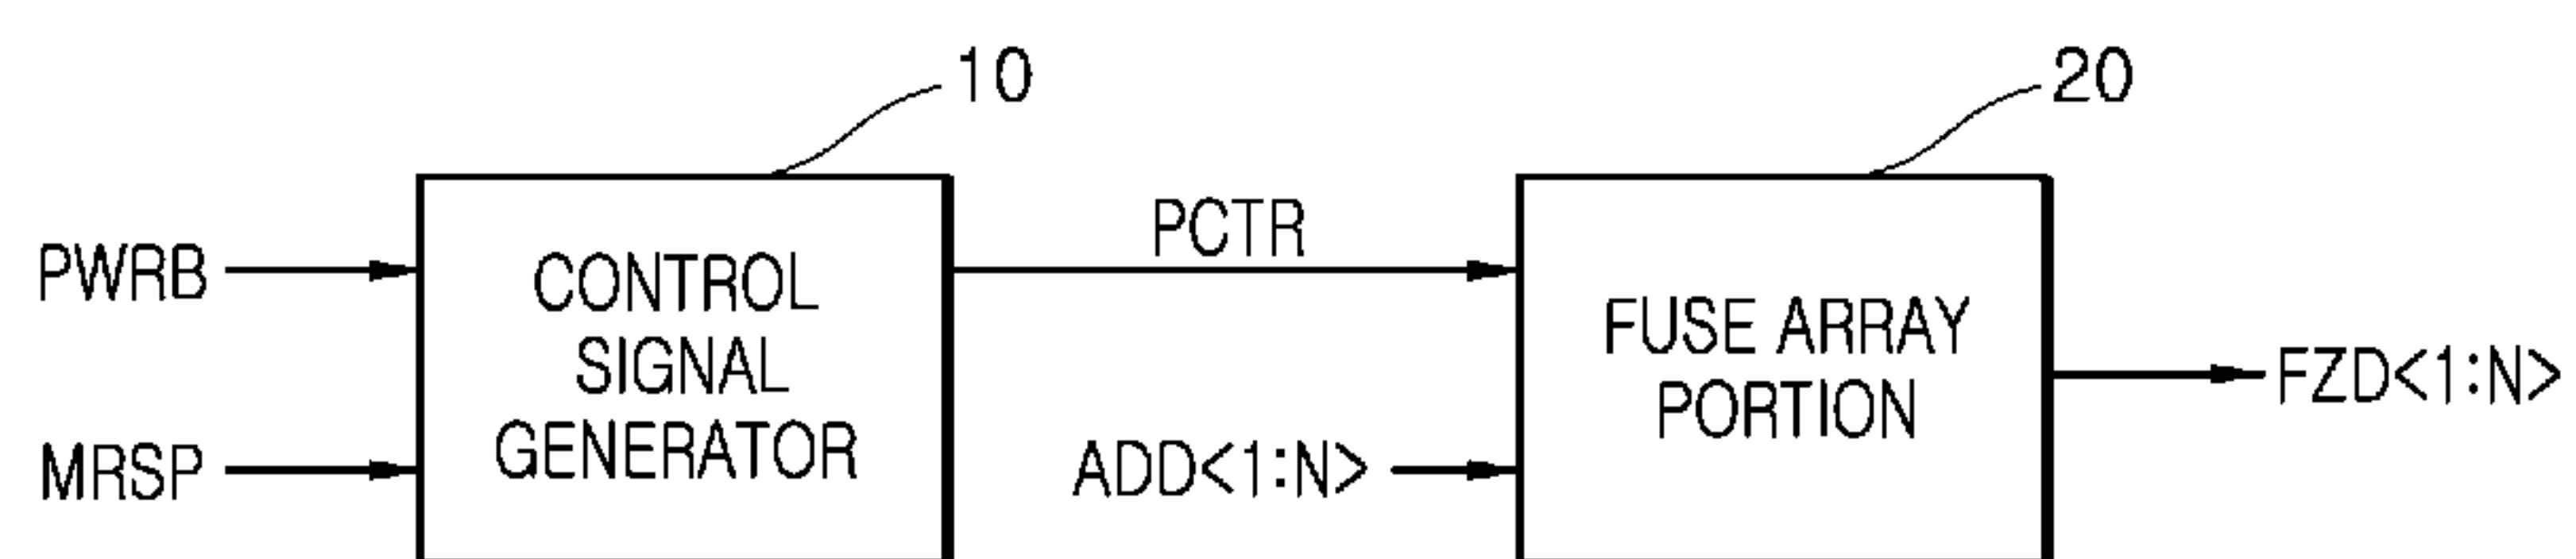 10
20
PWRB
MRSP
CONTROL
SIGNAL
GENERATOR
PCTR
ADD<1:N>
FUSE ARRAY
PORTION
FZD<1:N>